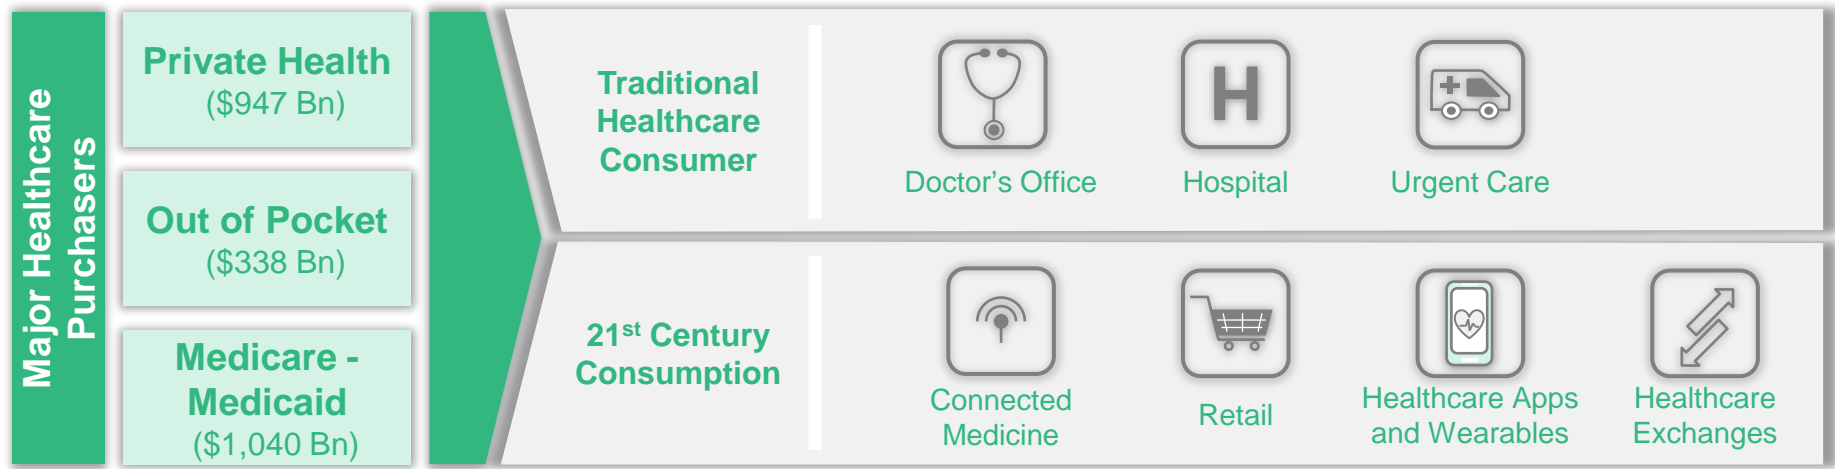 Major Healthcare
Purchasers
Private Health
($947 Bn)
Out of Pocket
($338 Bn)
Medicare -
Medicaid
($1,040 Bn)
Traditional
Healthcare
Consumer
H
Doctor’s Office
Hospital
Urgent Care
21st Century
Consumption
Connected
Medicine
Retail
Healthcare Apps
and Wearables
Healthcare
Exchanges